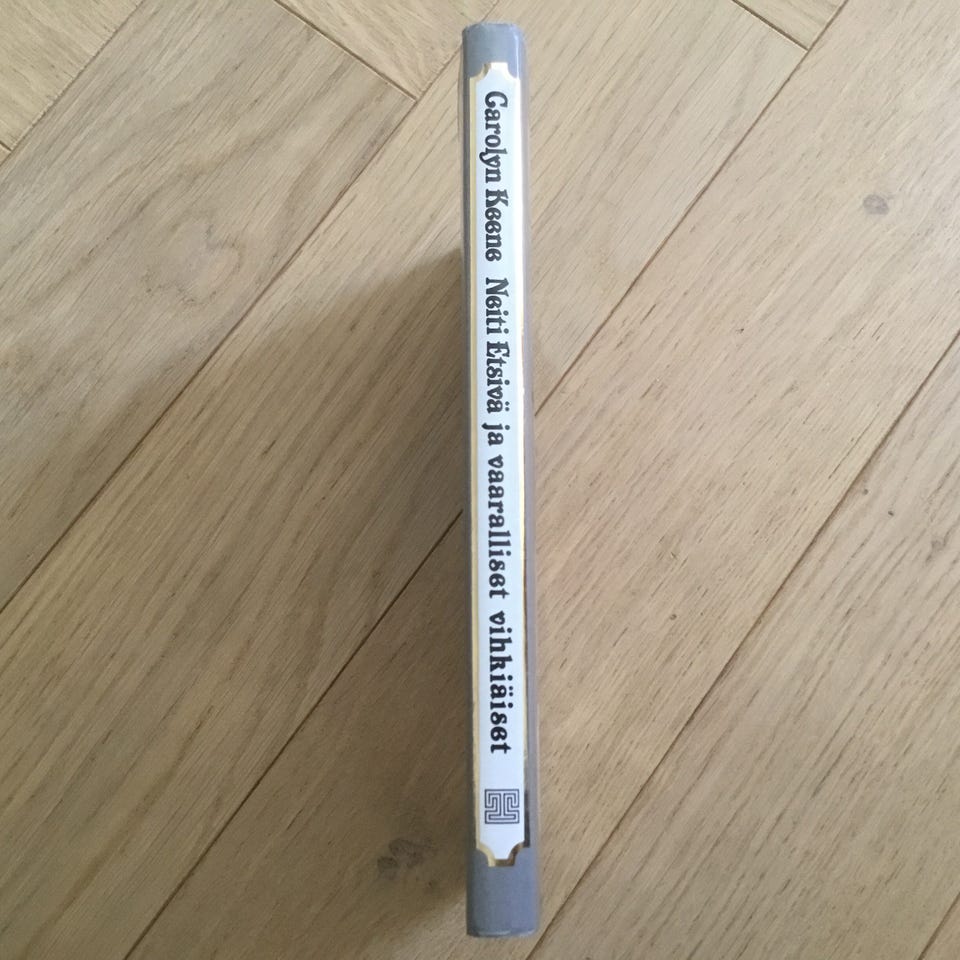 Carolyn Keene Neiti Etsivä ja vaaralliset vihkiäiset